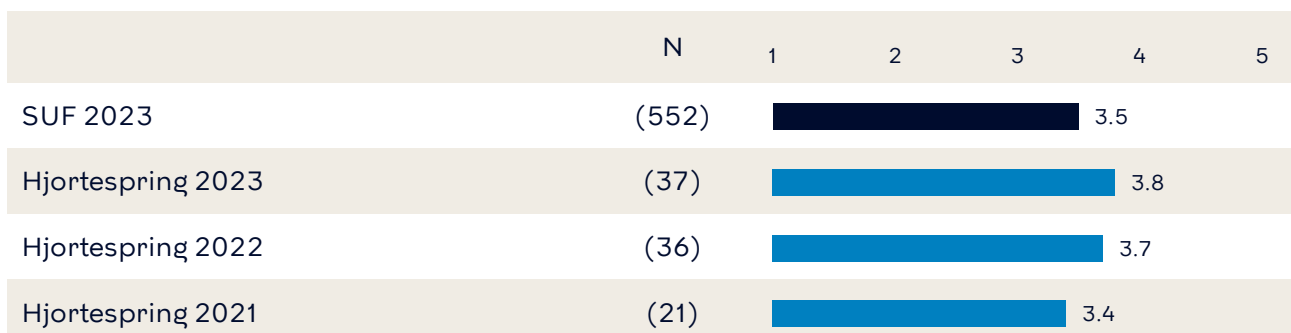 N 1 2 3 4 5
SUF 2023 (552) 3.5
Hjortespring 2023 (37) 3.8
Hjortespring 2022 (36) 3.7
Hjortespring 2021 (21) 3.4